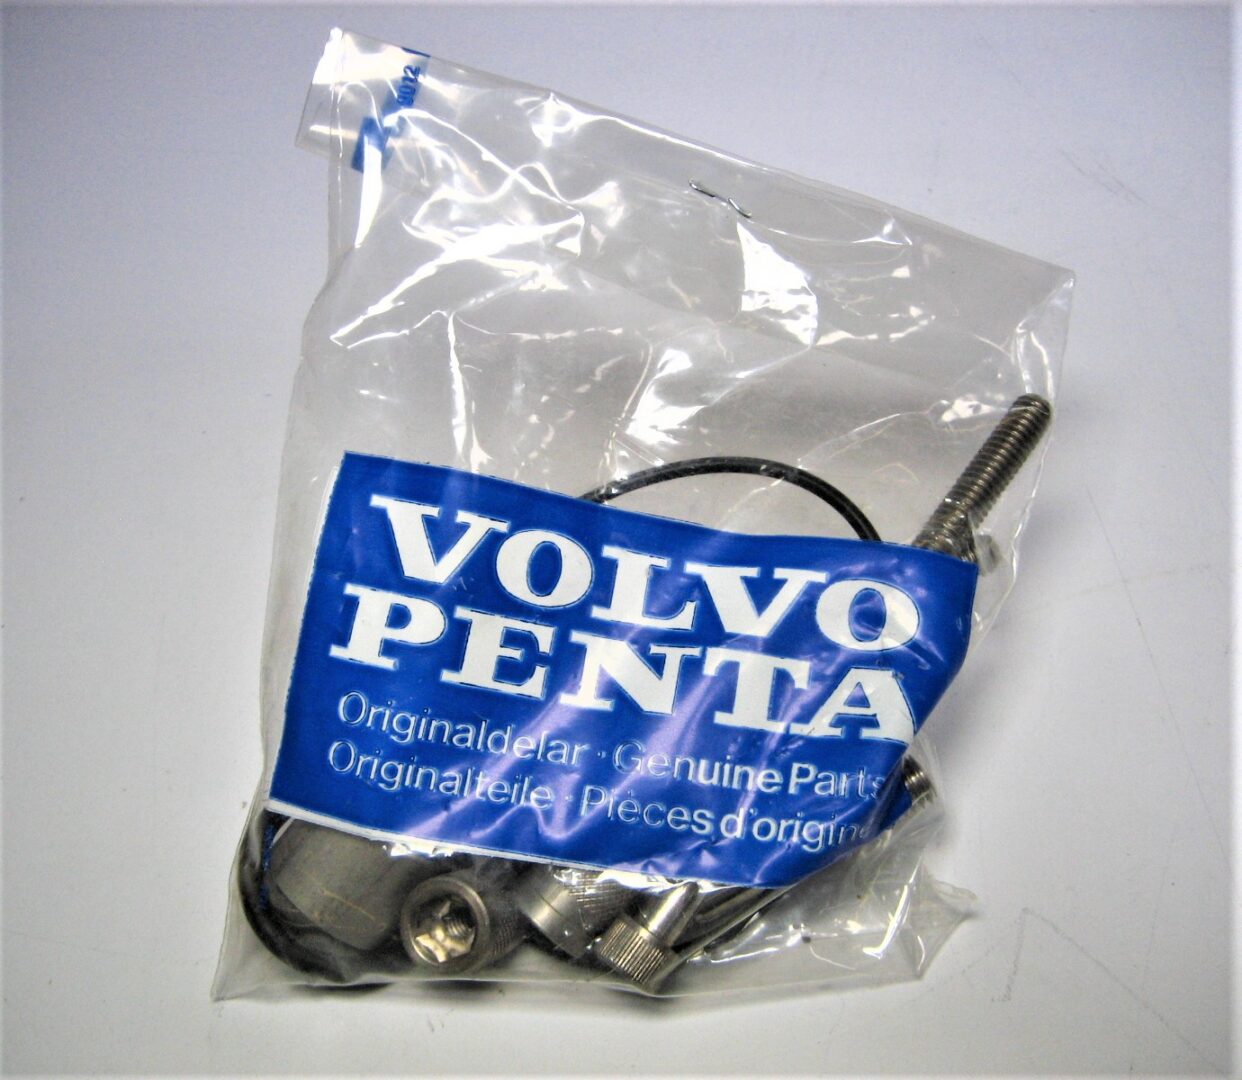 VOLVO
PENTA
Originaldelar · Genuine Parts
Originalteile · Pièces d'origine